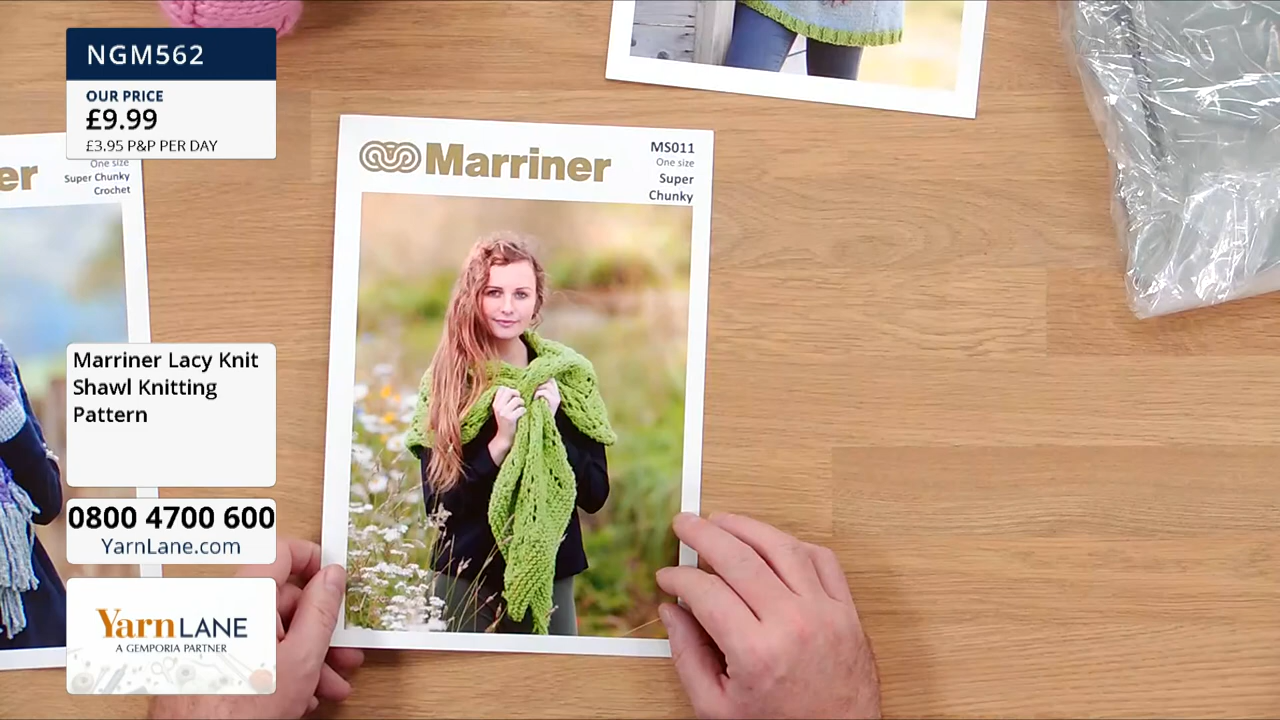 NGM562
OUR PRICE
£9.99
£3.95 P&P PER DAY
er
One size
Super Chunky
Crochet
Marriner
MS011
One size
Super
Chunky
Marriner Lacy Knit
Shawl Knitting
Pattern
0800 4700 600
YarnLane.com
Yarn LANE
A GEMPORIA PARTNER